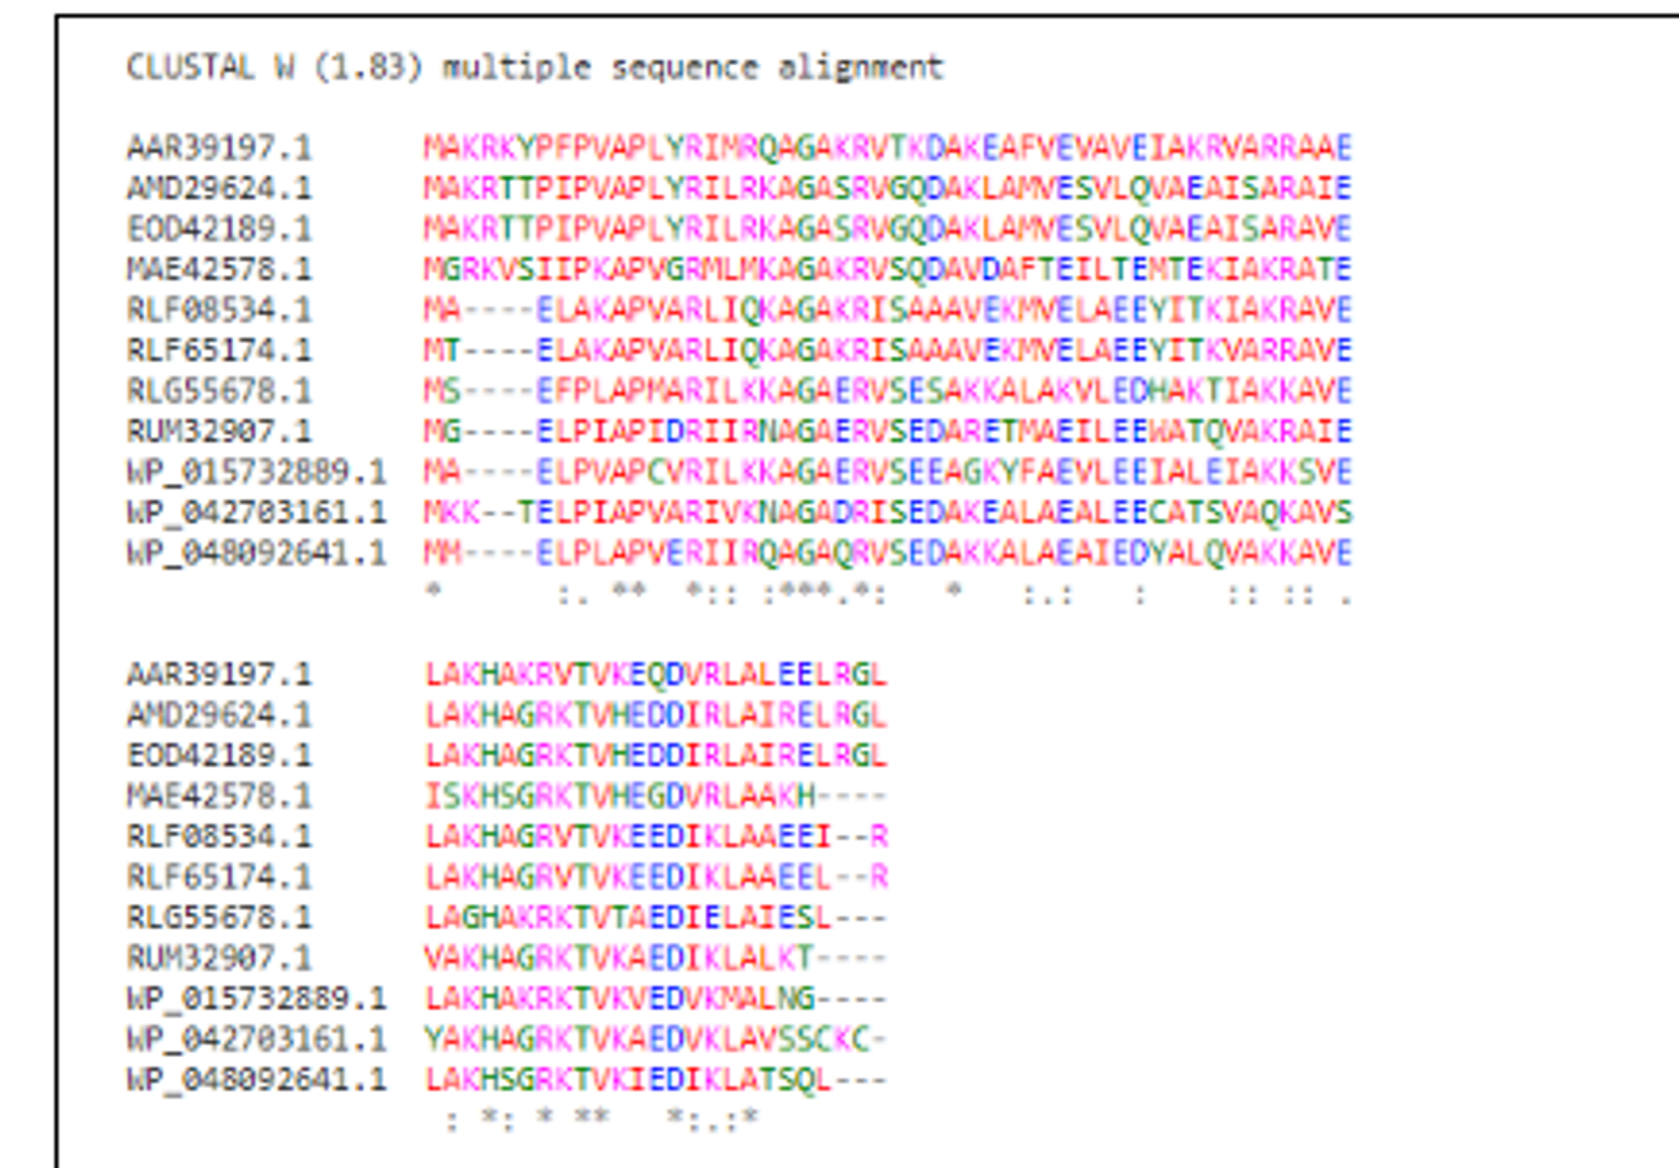 CLUSTAL W (1.83) multiple sequence alignment
AAR39197.1 MAKRKYPFPVAPLYRIMRQAGAKRVTKDAKEAFVEVAVEIAKRVARRAAE
AMD29624.1 MAKRTTPIPVAPLYRILRKAGASRVGQDAKLAMVESVLQVAEAISARAIE
EOD42189.1 MAKRTTPIPVAPLYRILRKAGASRVGQDAKLAMVESVLQVAEAISARAVE
MAE42578.1 MGRKVSIIPKAPVGRMLMKAGAKRVSQDAVDAFTEILTEMTEKIAKRATE
RLF08534.1 MA----ELAKAPVARLIQKAGAKRISAAAVEKMVELAEEYITKIAKRAVE
RLF65174.1 MT----ELAKAPVARLIQKAGAKRISAAAVEKMVELAEEYITKVARRAVE
RLG55678.1 MS----EFPLAPMARILKKAGAERVSESAKKALAKVLEDHAKTIAKKAVE
RUM32907.1 MG----ELPIAPIDRIIRNAGAERVSEDARETMAEILEEWATQVAKRAIE
WP_015732889.1 MA----ELPVAPCVRILKKAGAERVSEEAGKYFAEVLEEIALEIAKKSVE
WP_042703161.1 MKK--TELPIAPVARIVKNAGADRISEDAKEALAEALEECATSVAQKAVS
WP_048092641.1 MM----ELPLAPVERIIRQAGAQRVSEDAKKALAEAIEDYALQVAKKAVE
* :. ** *:: :***.*: * :.: : :: :: .
AAR39197.1 LAKHAKRVTVKEQDVRLALEELRGL
AMD29624.1 LAKHAGRKTVHEDDIRLAIRELRGL
EOD42189.1 LAKHAGRKTVHEDDIRLAIRELRGL
MAE42578.1 ISKHSGRKTVHEGDVRLAAKH----
RLF08534.1 LAKHAGRVTVKEEDIKLAAEEI--R
RLF65174.1 LAKHAGRVTVKEEDIKLAAEEL--R
RLG55678.1 LAGHAKRKTVTAEDIELAIESL---
RUM32907.1 VAKHAGRKTVKAEDIKLALKT----
WP_015732889.1 LAKHAKRKTVKVEDVKMALNG----
WP_042703161.1 YAKHAGRKTVKAEDVKLAVSSCKC-
WP_048092641.1 LAKHSGRKTVKIEDIKLATSQL---
: *: * ** *:.:*